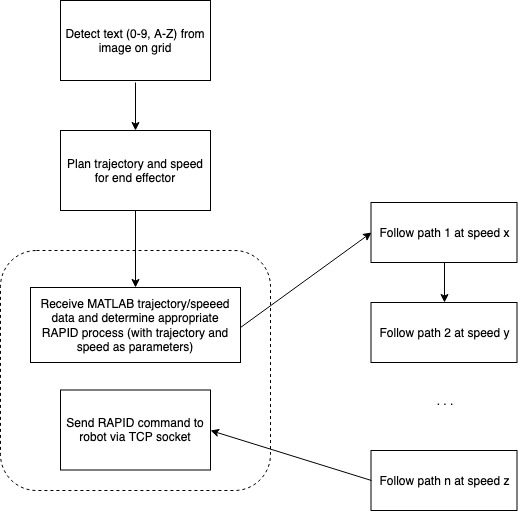 Detect text (0-9, A-Z) from
image on grid
Plan trajectory and speed
for end effector
Receive MATLAB trajectory/speeed
data and determine appropriate
RAPID process (with trajectory and
speed as parameters)
Follow path 1 at speed x
Follow path 2 at speed y
. . .
Follow path n at speed z
Send RAPID command to
robot via TCP socket